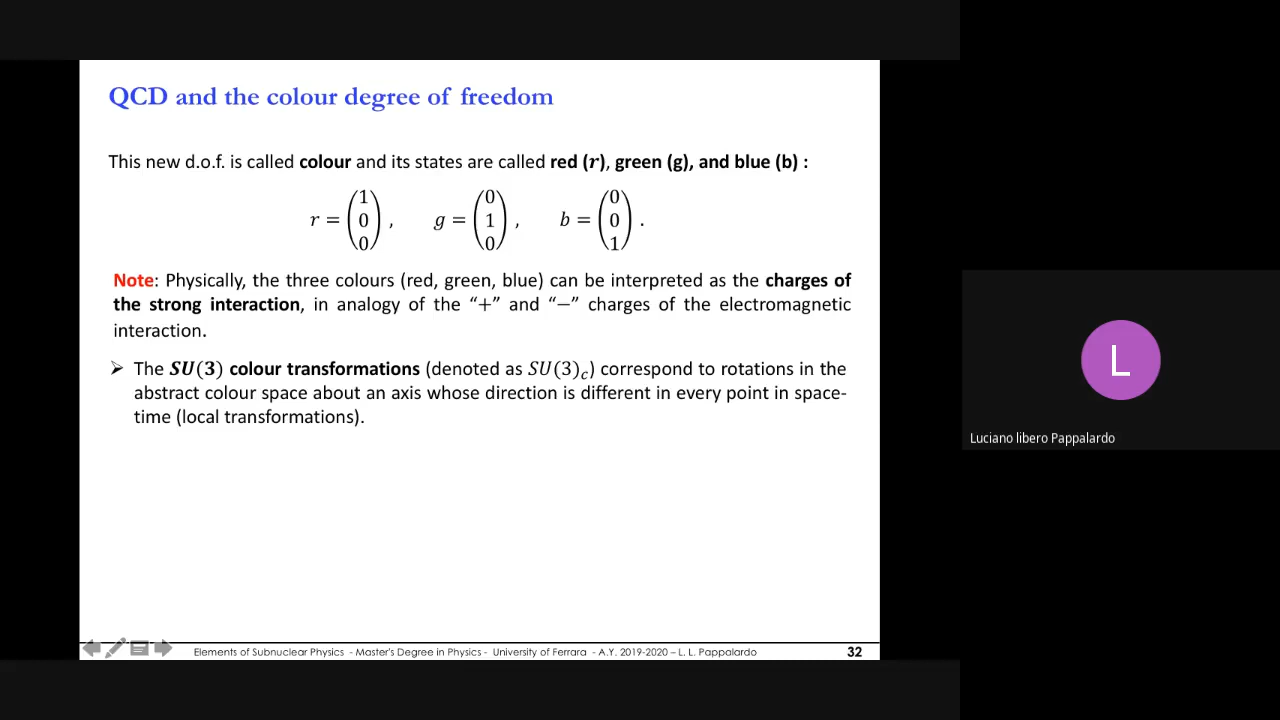 QCD and the colour degree of freedom
This new d.o.f. is called colour and its states are called red (r), green (g), and blue (b) :
r = (1 0 0), g = (0 1 0), b = (0 0 1).
Note: Physically, the three colours (red, green, blue) can be interpreted as the charges of
the strong interaction, in analogy of the “+” and “−” charges of the electromagnetic
interaction.
➢ The SU(3) colour transformations (denoted as SU(3)c) correspond to rotations in the
abstract colour space about an axis whose direction is different in every point in space-
time (local transformations).
L
Luciano libero Pappalardo
Elements of Subnuclear Physics - Master's Degree in Physics - University of Ferrara - A.Y. 2019-2020 – L. L. Pappalardo 32